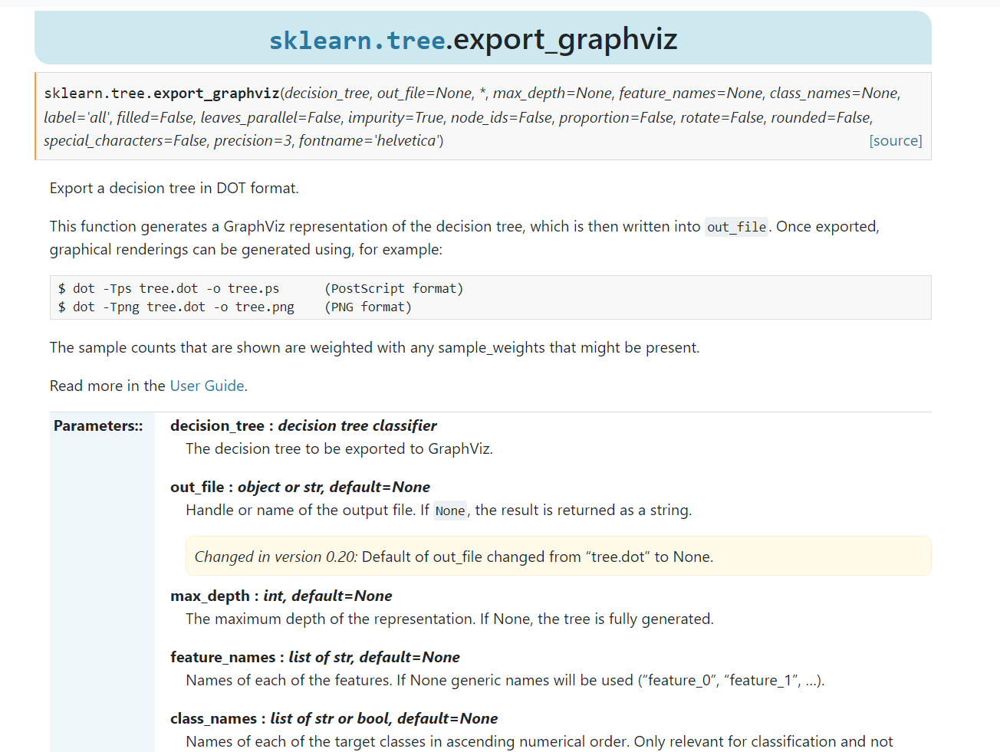 sklearn.tree.export_graphviz
sklearn.tree.export_graphviz(decision_tree, out_file=None, *, max_depth=None, feature_names=None, class_names=None,
label='all', filled=False, leaves_parallel=False, impurity=True, node_ids=False, proportion=False, rotate=False, rounded=False,
special_characters=False, precision=3, fontname='helvetica') [source]
Export a decision tree in DOT format.
This function generates a GraphViz representation of the decision tree, which is then written into out_file. Once exported,
graphical renderings can be generated using, for example:
$ dot -Tps tree.dot -o tree.ps (PostScript format)
$ dot -Tpng tree.dot -o tree.png (PNG format)
The sample counts that are shown are weighted with any sample_weights that might be present.
Read more in the User Guide.
Parameters:: decision_tree : decision tree classifier
The decision tree to be exported to GraphViz.
out_file : object or str, default=None
Handle or name of the output file. If None, the result is returned as a string.
Changed in version 0.20: Default of out_file changed from “tree.dot” to None.
max_depth : int, default=None
The maximum depth of the representation. If None, the tree is fully generated.
feature_names : list of str, default=None
Names of each of the features. If None generic names will be used (“feature_0”, “feature_1”, …).
class_names : list of str or bool, default=None
Names of each of the target classes in ascending numerical order. Only relevant for classification and not